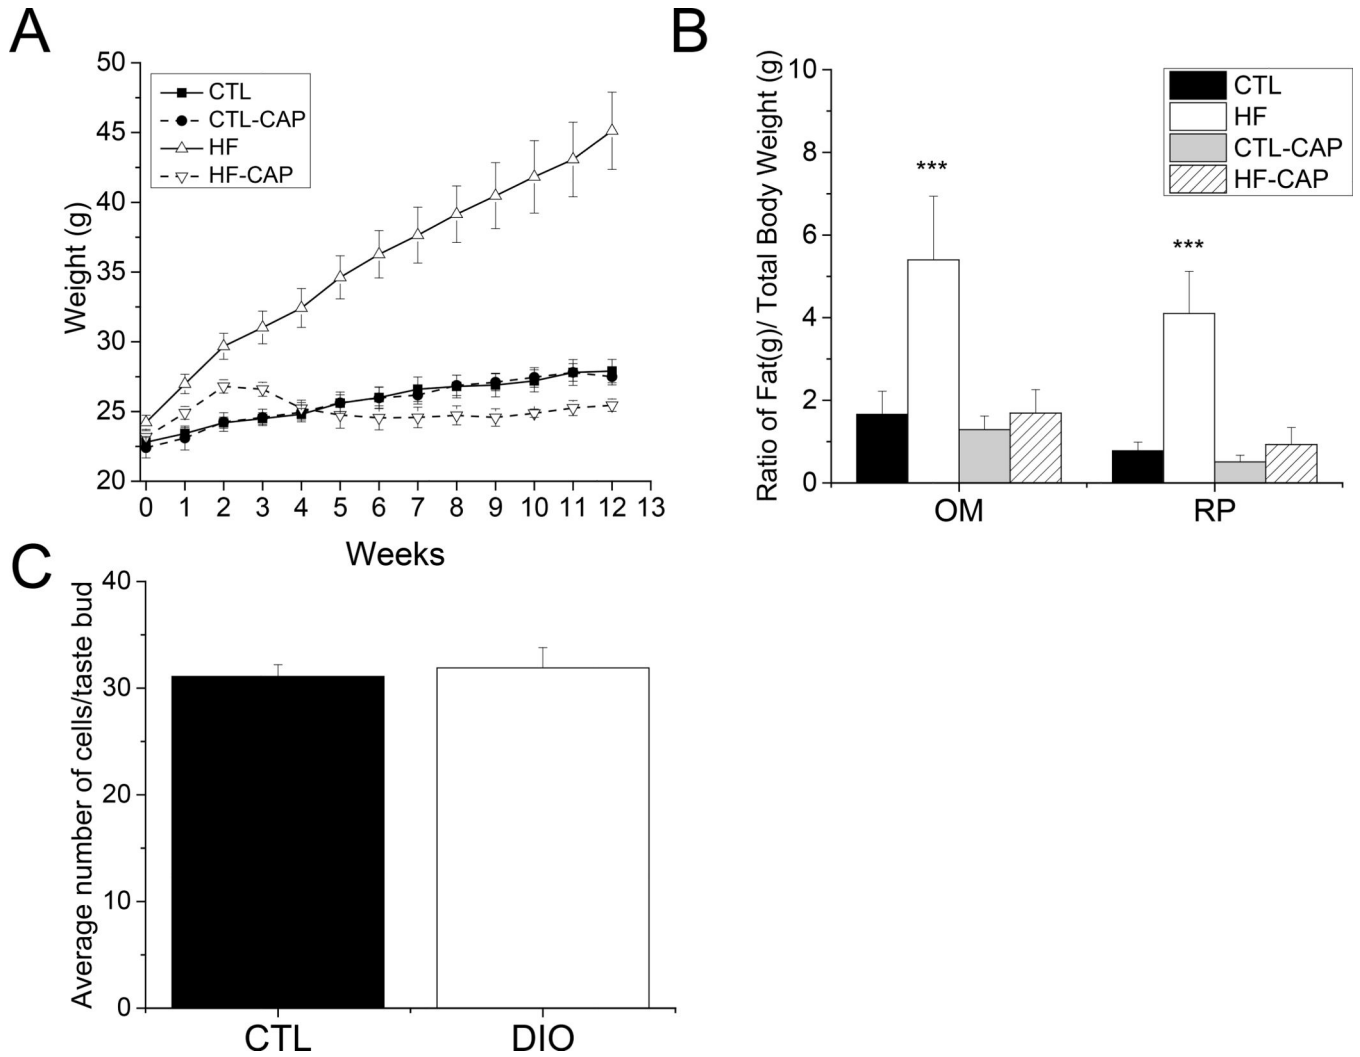 A
Weight (g)
50
45
40
35
30
25
20
CTL
CTL-CAP
HF
HF-CAP
0 1 2 3 4 5 6 7 8 9 10 11 12 13
Weeks
B
Ratio of Fat(g)/ Total Body Weight (g)
10
8
6
4
2
0
CTL
HF
CTL-CAP
HF-CAP
***
***
OM RP
C
Average number of cells/taste bud
40
30
20
10
0
CTL DIO